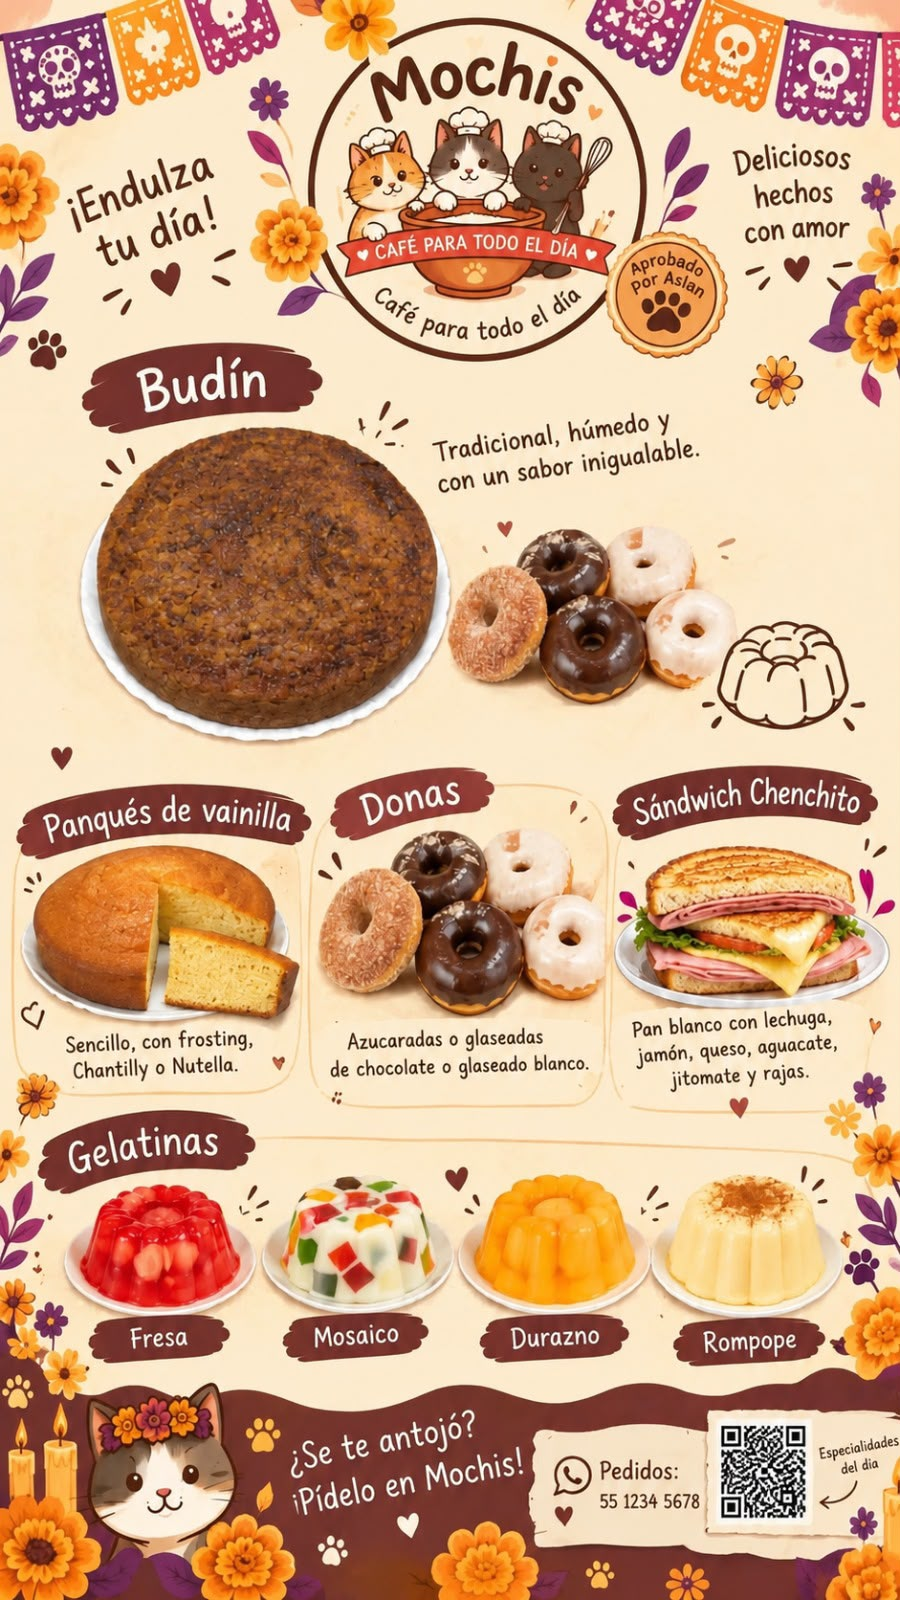 Mochis
CAFÉ PARA TODO EL DÍA
Café para todo el día
¡Endulza
tu día!
Deliciosos
hechos
con amor
Aprobado
Por Aslan
Budín
Tradicional, húmedo y
con un sabor inigualable.
Panqués de vainilla
Sencillo, con frosting,
Chantilly o Nutella.
Donas
Azucaradas o glaseadas
de chocolate o glaseado blanco.
Sándwich Chenchito
Pan blanco con lechuga,
jamón, queso, aguacate,
jitomate y rajas.
Gelatinas
Fresa
Mosaico
Durazno
Rompope
¿Se te antojó?
¡Pídelo en Mochis!
Pedidos:
55 1234 5678
Especialidades
del día